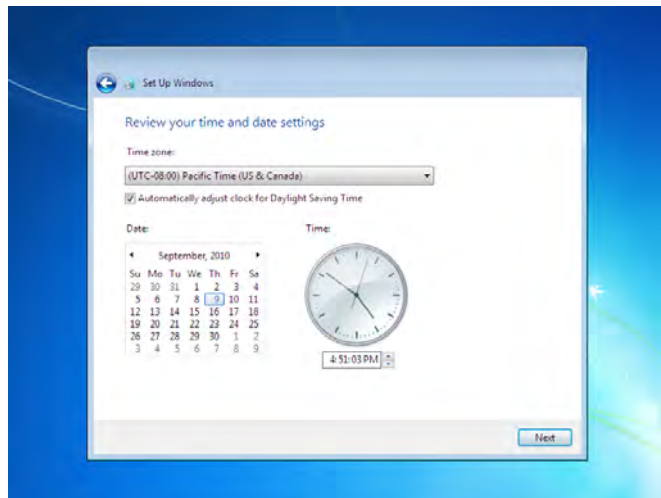 Set Up Windows
Review your time and date settings
Time zone:
(UTC-08:00) Pacific Time (US & Canada)
Automatically adjust clock for Daylight Saving Time
Date:
Time:
September, 2010
Su Mo Tu We Th Fr Sa
29 30 31 1 2 3 4
5 6 7 8 9 10 11
12 13 14 15 16 17 18
19 20 21 22 23 24 25
26 27 28 29 30 1 2
3 4 5 6 7 8 9
4:51:03 PM
Next